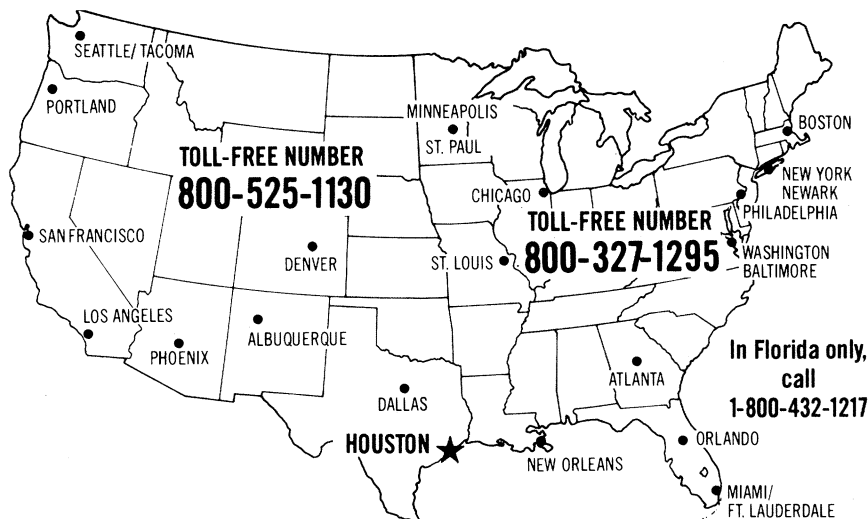 SEATTLE/TACOMA
PORTLAND
MINNEAPOLIS
ST. PAUL
BOSTON
TOLL-FREE NUMBER
800-525-1130
CHICAGO
NEW YORK
NEWARK
PHILADELPHIA
TOLL-FREE NUMBER
800-327-1295
SAN FRANCISCO
DENVER
ST. LOUIS
WASHINGTON
BALTIMORE
LOS ANGELES
PHOENIX
ALBUQUERQUE
In Florida only,
call
1-800-432-1217
ATLANTA
DALLAS
HOUSTON
NEW ORLEANS
ORLANDO
MIAMI/
FT. LAUDERDALE